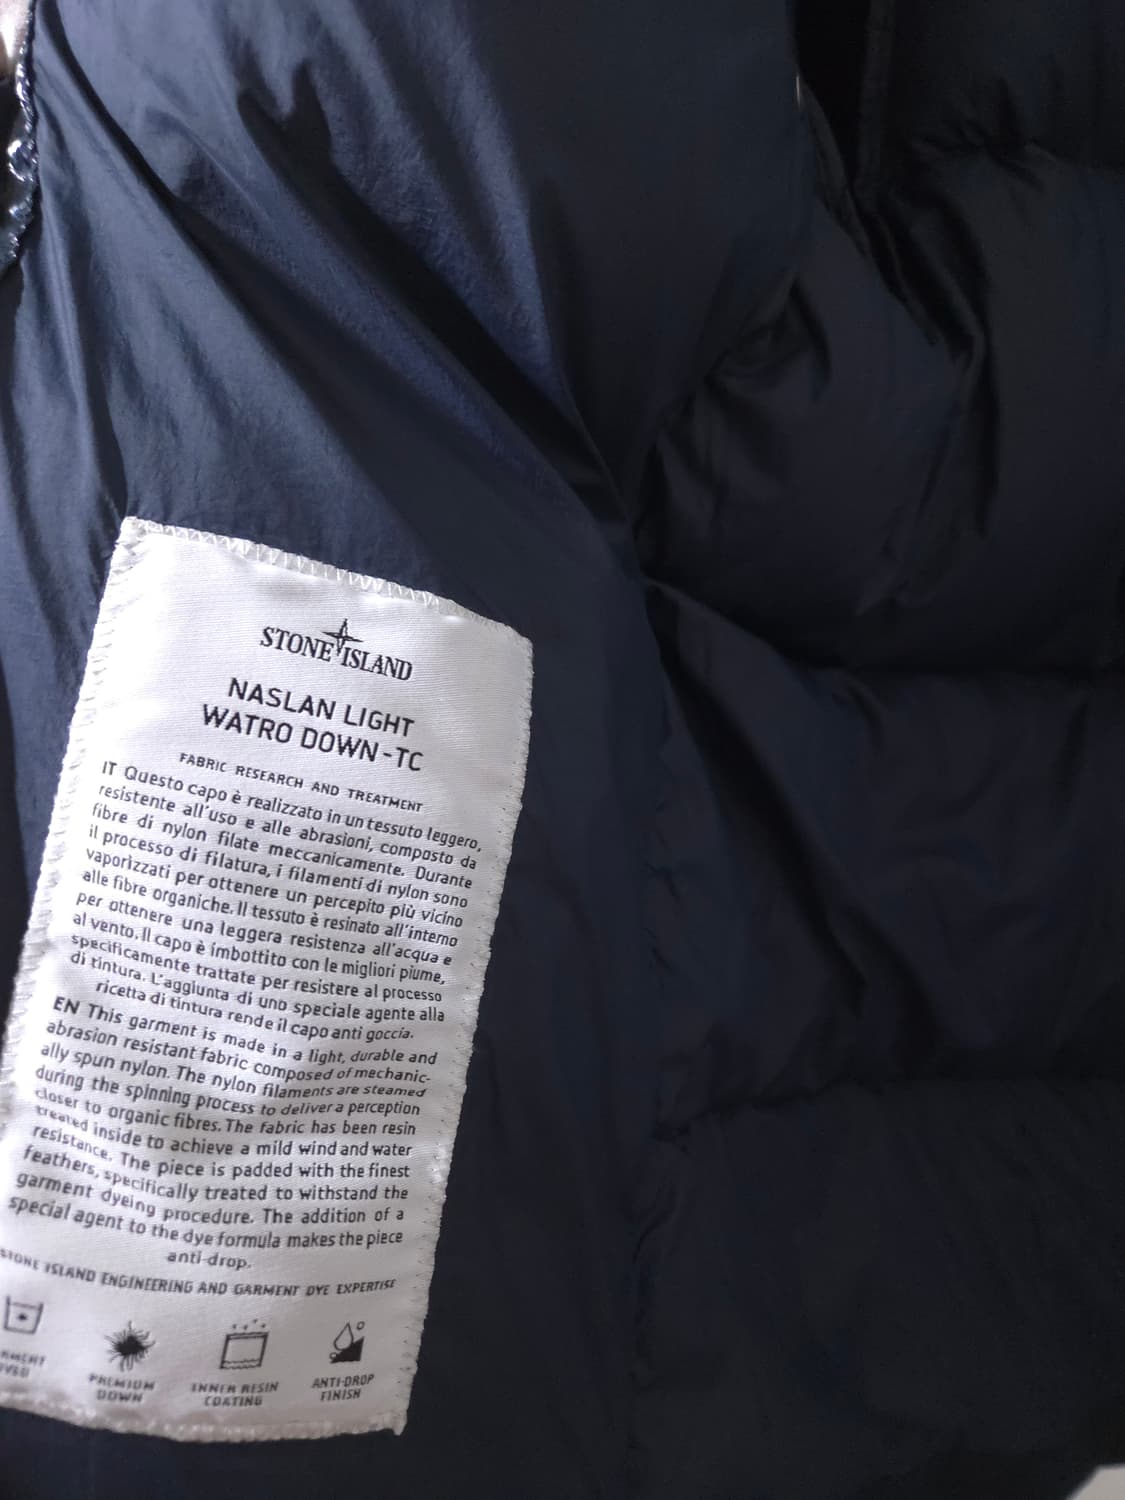 STONE ISLAND
NASLAN LIGHT
WATRO DOWN-TC
FABRIC RESEARCH AND TREATMENT
IT Questo capo è realizzato in un tessuto leggero,
resistente all'uso e alle abrasioni, composto da
fibre di nylon filate meccanicamente. Durante
il processo di filatura, i filamenti di nylon sono
vaporizzati per ottenere un percepito più vicino
alle fibre organiche. Il tessuto è resinato all'interno
per ottenere una leggera resistenza all'acqua e
al vento. Il capo è imbottito con le migliori piume,
specificamente trattate per resistere al processo
di tintura. L'aggiunta di uno speciale agente alla
ricetta di tintura rende il capo anti goccia.
EN This garment is made in a light, durable and
abrasion resistant fabric composed of mechanic-
ally spun nylon. The nylon filaments are steamed
during the spinning process to deliver a perception
closer to organic fibres. The fabric has been resin
treated inside to achieve a mild wind and water
resistance. The piece is padded with the finest
feathers, specifically treated to withstand the
garment dyeing procedure. The addition of a
special agent to the dye formula makes the piece
anti-drop.
STONE ISLAND ENGINEERING AND GARMENT DYE EXPERTISE
PREMIUM
DOWN
INNER RESIN
COATING
ANTI-DROP
FINISH